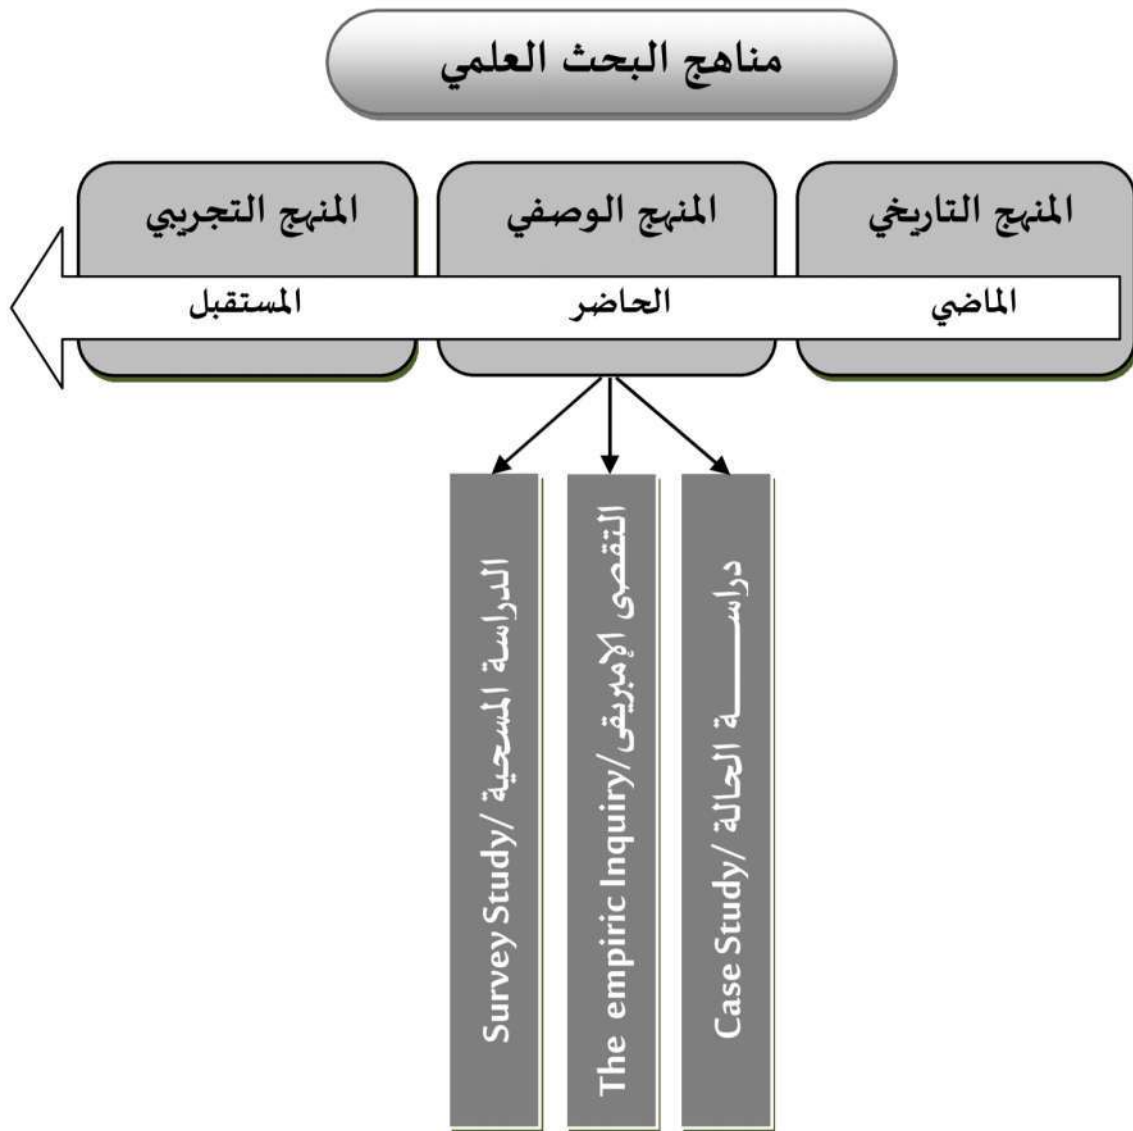 مناهج البحث العلمي
المنهج التاريخي
المنهج الوصفي
المنهج التجريبي
الماضي
الحاضر
المستقبل
دراســـــة الحالة /Case Study
التقصى الإمبريقى/The empiric Inquiry
الدراسة المسحية /Survey Study